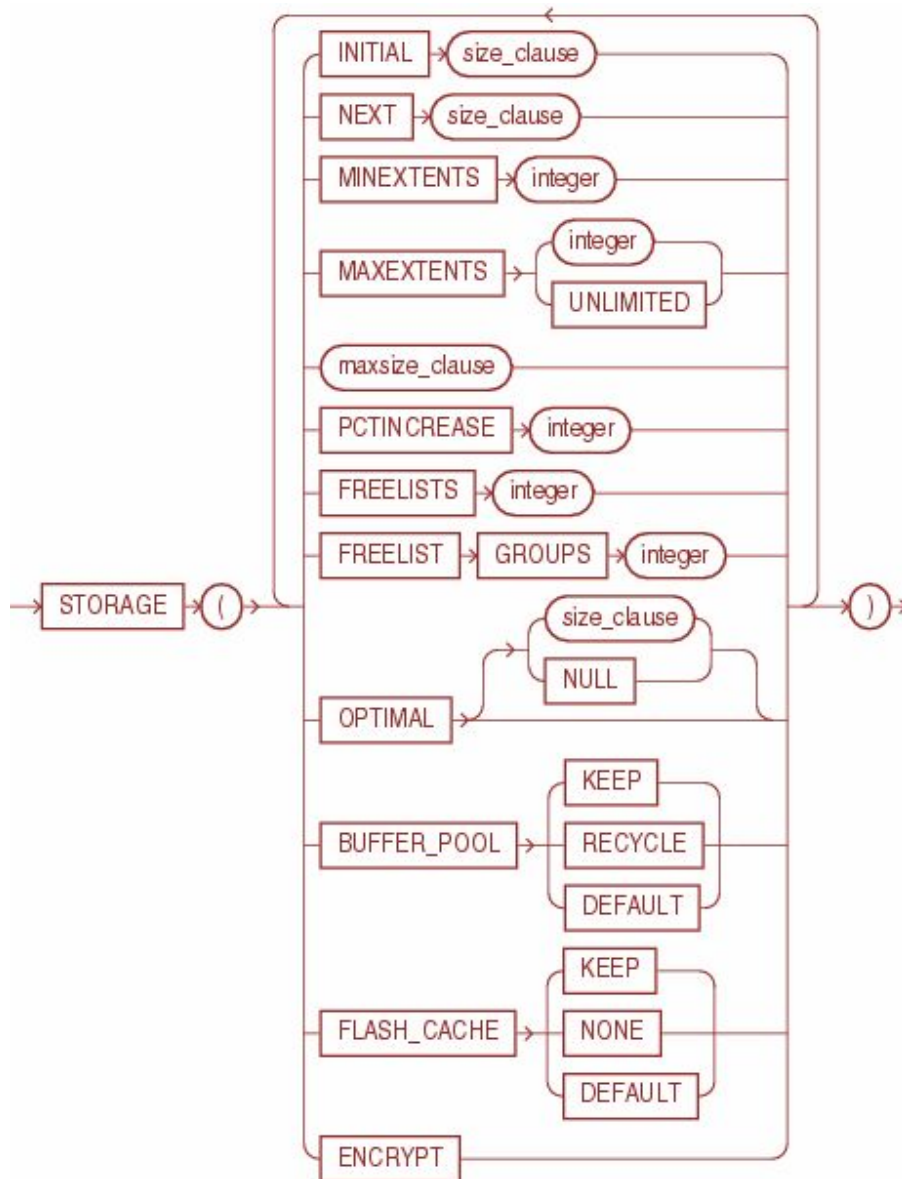 INITIAL size_clause
NEXT size_clause
MINEXTENTS integer
integer
MAXEXTENTS
UNLIMITED
maxsize_clause
PCTINCREASE integer
FREELISTS integer
FREELIST GROUPS integer
STORAGE ( )
size_clause
NULL
OPTIMAL
KEEP
BUFFER_POOL RECYCLE
DEFAULT
KEEP
FLASH_CACHE NONE
DEFAULT
ENCRYPT